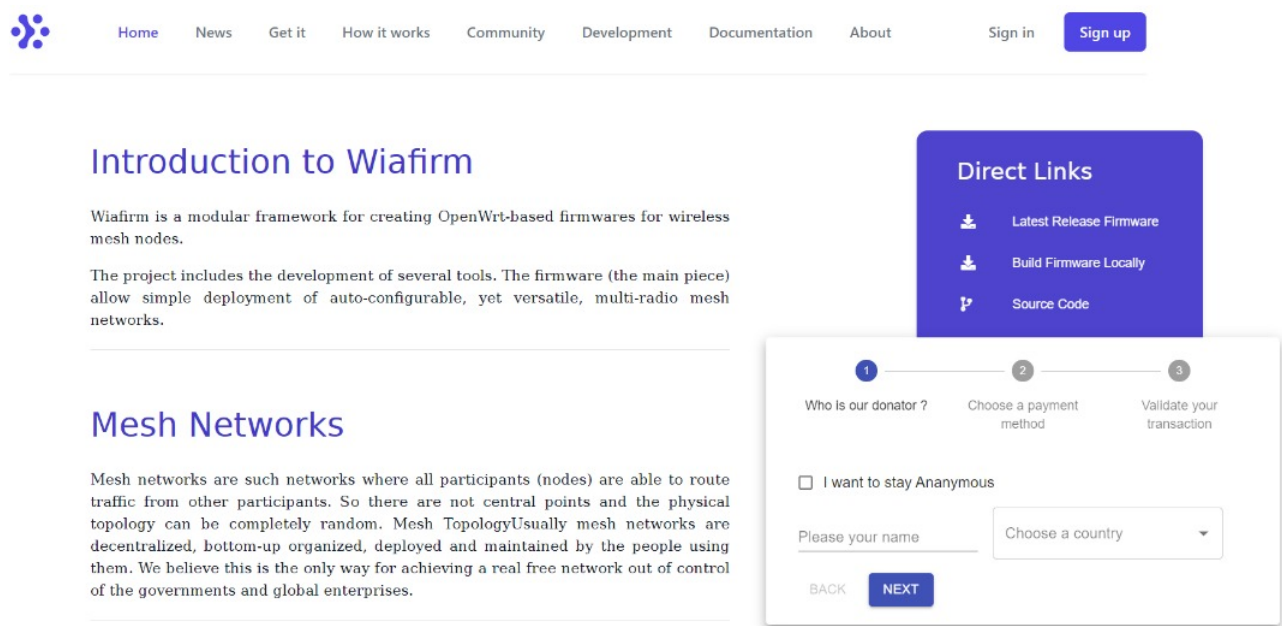 Home News Get it How it works Community Development Documentation About Sign in Sign up
Introduction to Wiafirm
Wiafirm is a modular framework for creating OpenWrt-based firmwares for wireless
mesh nodes.
The project includes the development of several tools. The firmware (the main piece)
allow simple deployment of auto-configurable, yet versatile, multi-radio mesh
networks.
Mesh Networks
Mesh networks are such networks where all participants (nodes) are able to route
traffic from other participants. So there are not central points and the physical
topology can be completely random. Mesh TopologyUsually mesh networks are
decentralized, bottom-up organized, deployed and maintained by the people using
them. We believe this is the only way for achieving a real free network out of control
of the governments and global enterprises.
Direct Links
Latest Release Firmware
Build Firmware Locally
Source Code
1 2 3
Who Is our donator ? Choose a payment Validate your
method transaction
I want to stay Ananymous
Please your name Choose a country
BACK NEXT